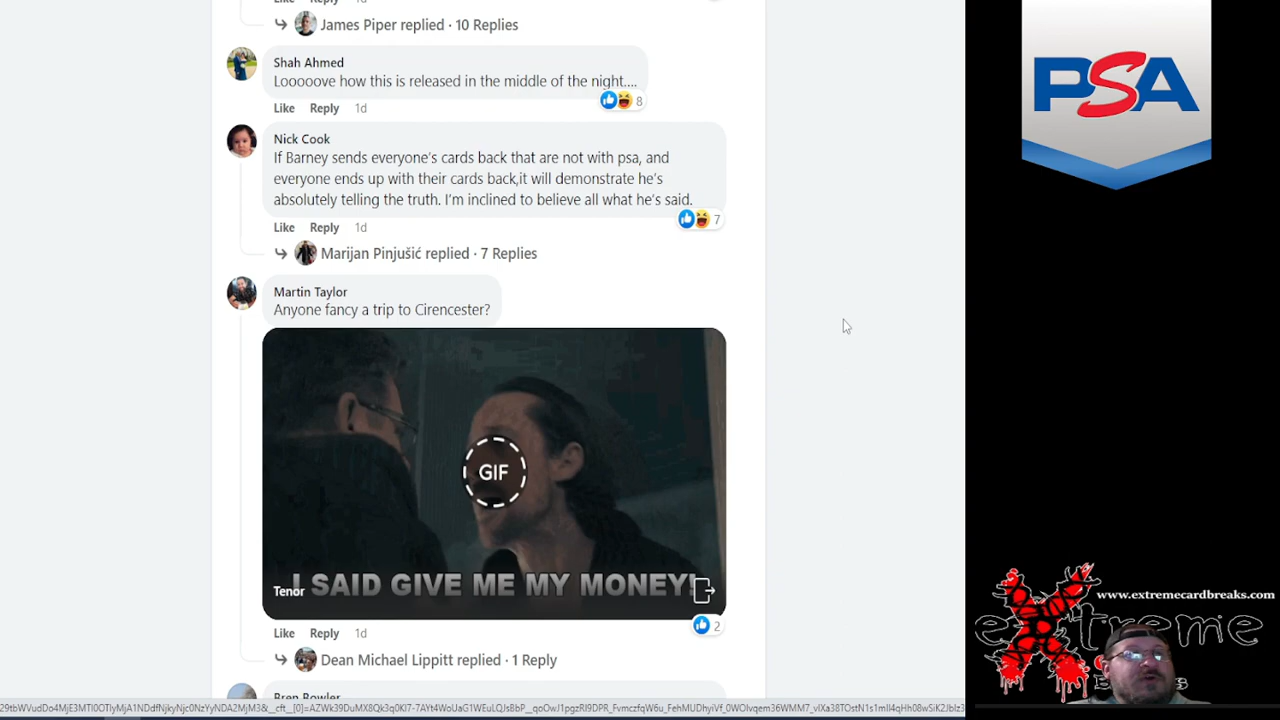 James Piper replied · 10 Replies
Shah Ahmed
Looooove how this is released in the middle of the night....
8
Like Reply 1d
Nick Cook
If Barney sends everyone's cards back that are not with psa, and
everyone ends up with their cards back,it will demonstrate he's
absolutely telling the truth. I'm inclined to believe all what he's said.
7
Like Reply 1d
Marijan Pinjušić replied · 7 Replies
Martin Taylor
Anyone fancy a trip to Cirencester?
GIF
Tenor
I SAID GIVE ME MY MONEY!
2
Like Reply 1d
Dean Michael Lippitt replied · 1 Reply
Bren Bowler
PSA
www.extremecardbreaks.com
extreme